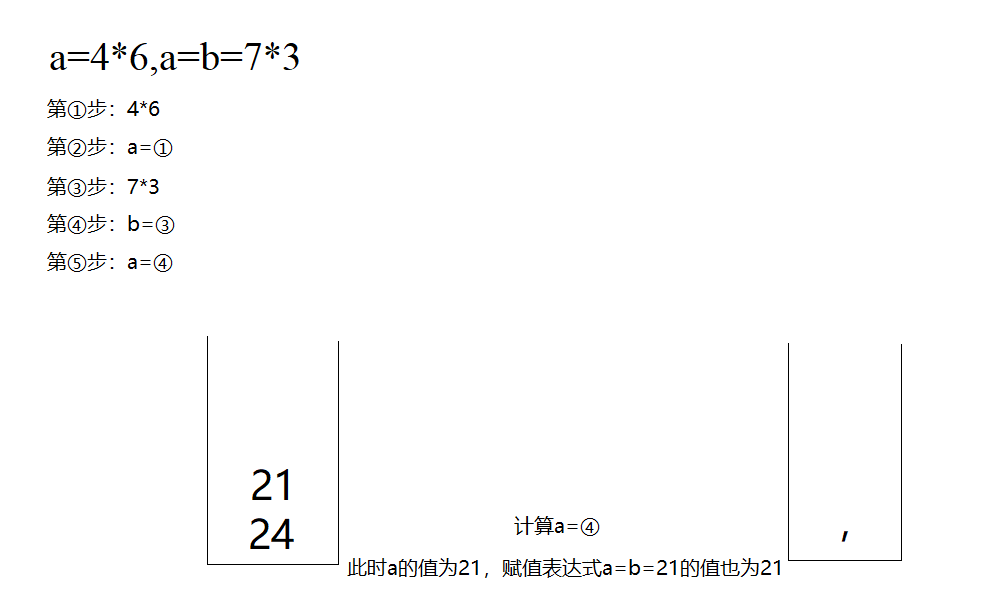 a=4*6,a=b=7*3
第①步：4*6
第②步：a=①
第③步：7*3
第④步：b=③
第⑤步：a=④
21
24
计算a=④
，
此时a的值为21，赋值表达式a=b=21的值也为21